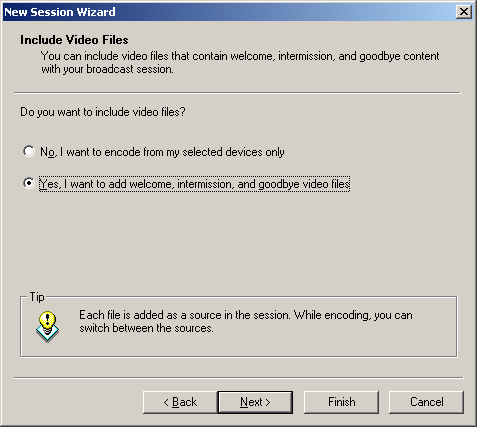 New Session Wizard
Include Video Files
You can include video files that contain welcome, intermission, and goodbye content
with your broadcast session.
Do you want to include video files?
No, I want to encode from my selected devices only
Yes, I want to add welcome, intermission, and goodbye video files
Tip
Each file is added as a source in the session. While encoding, you can
switch between the sources.
< Back
Next >
Finish
Cancel